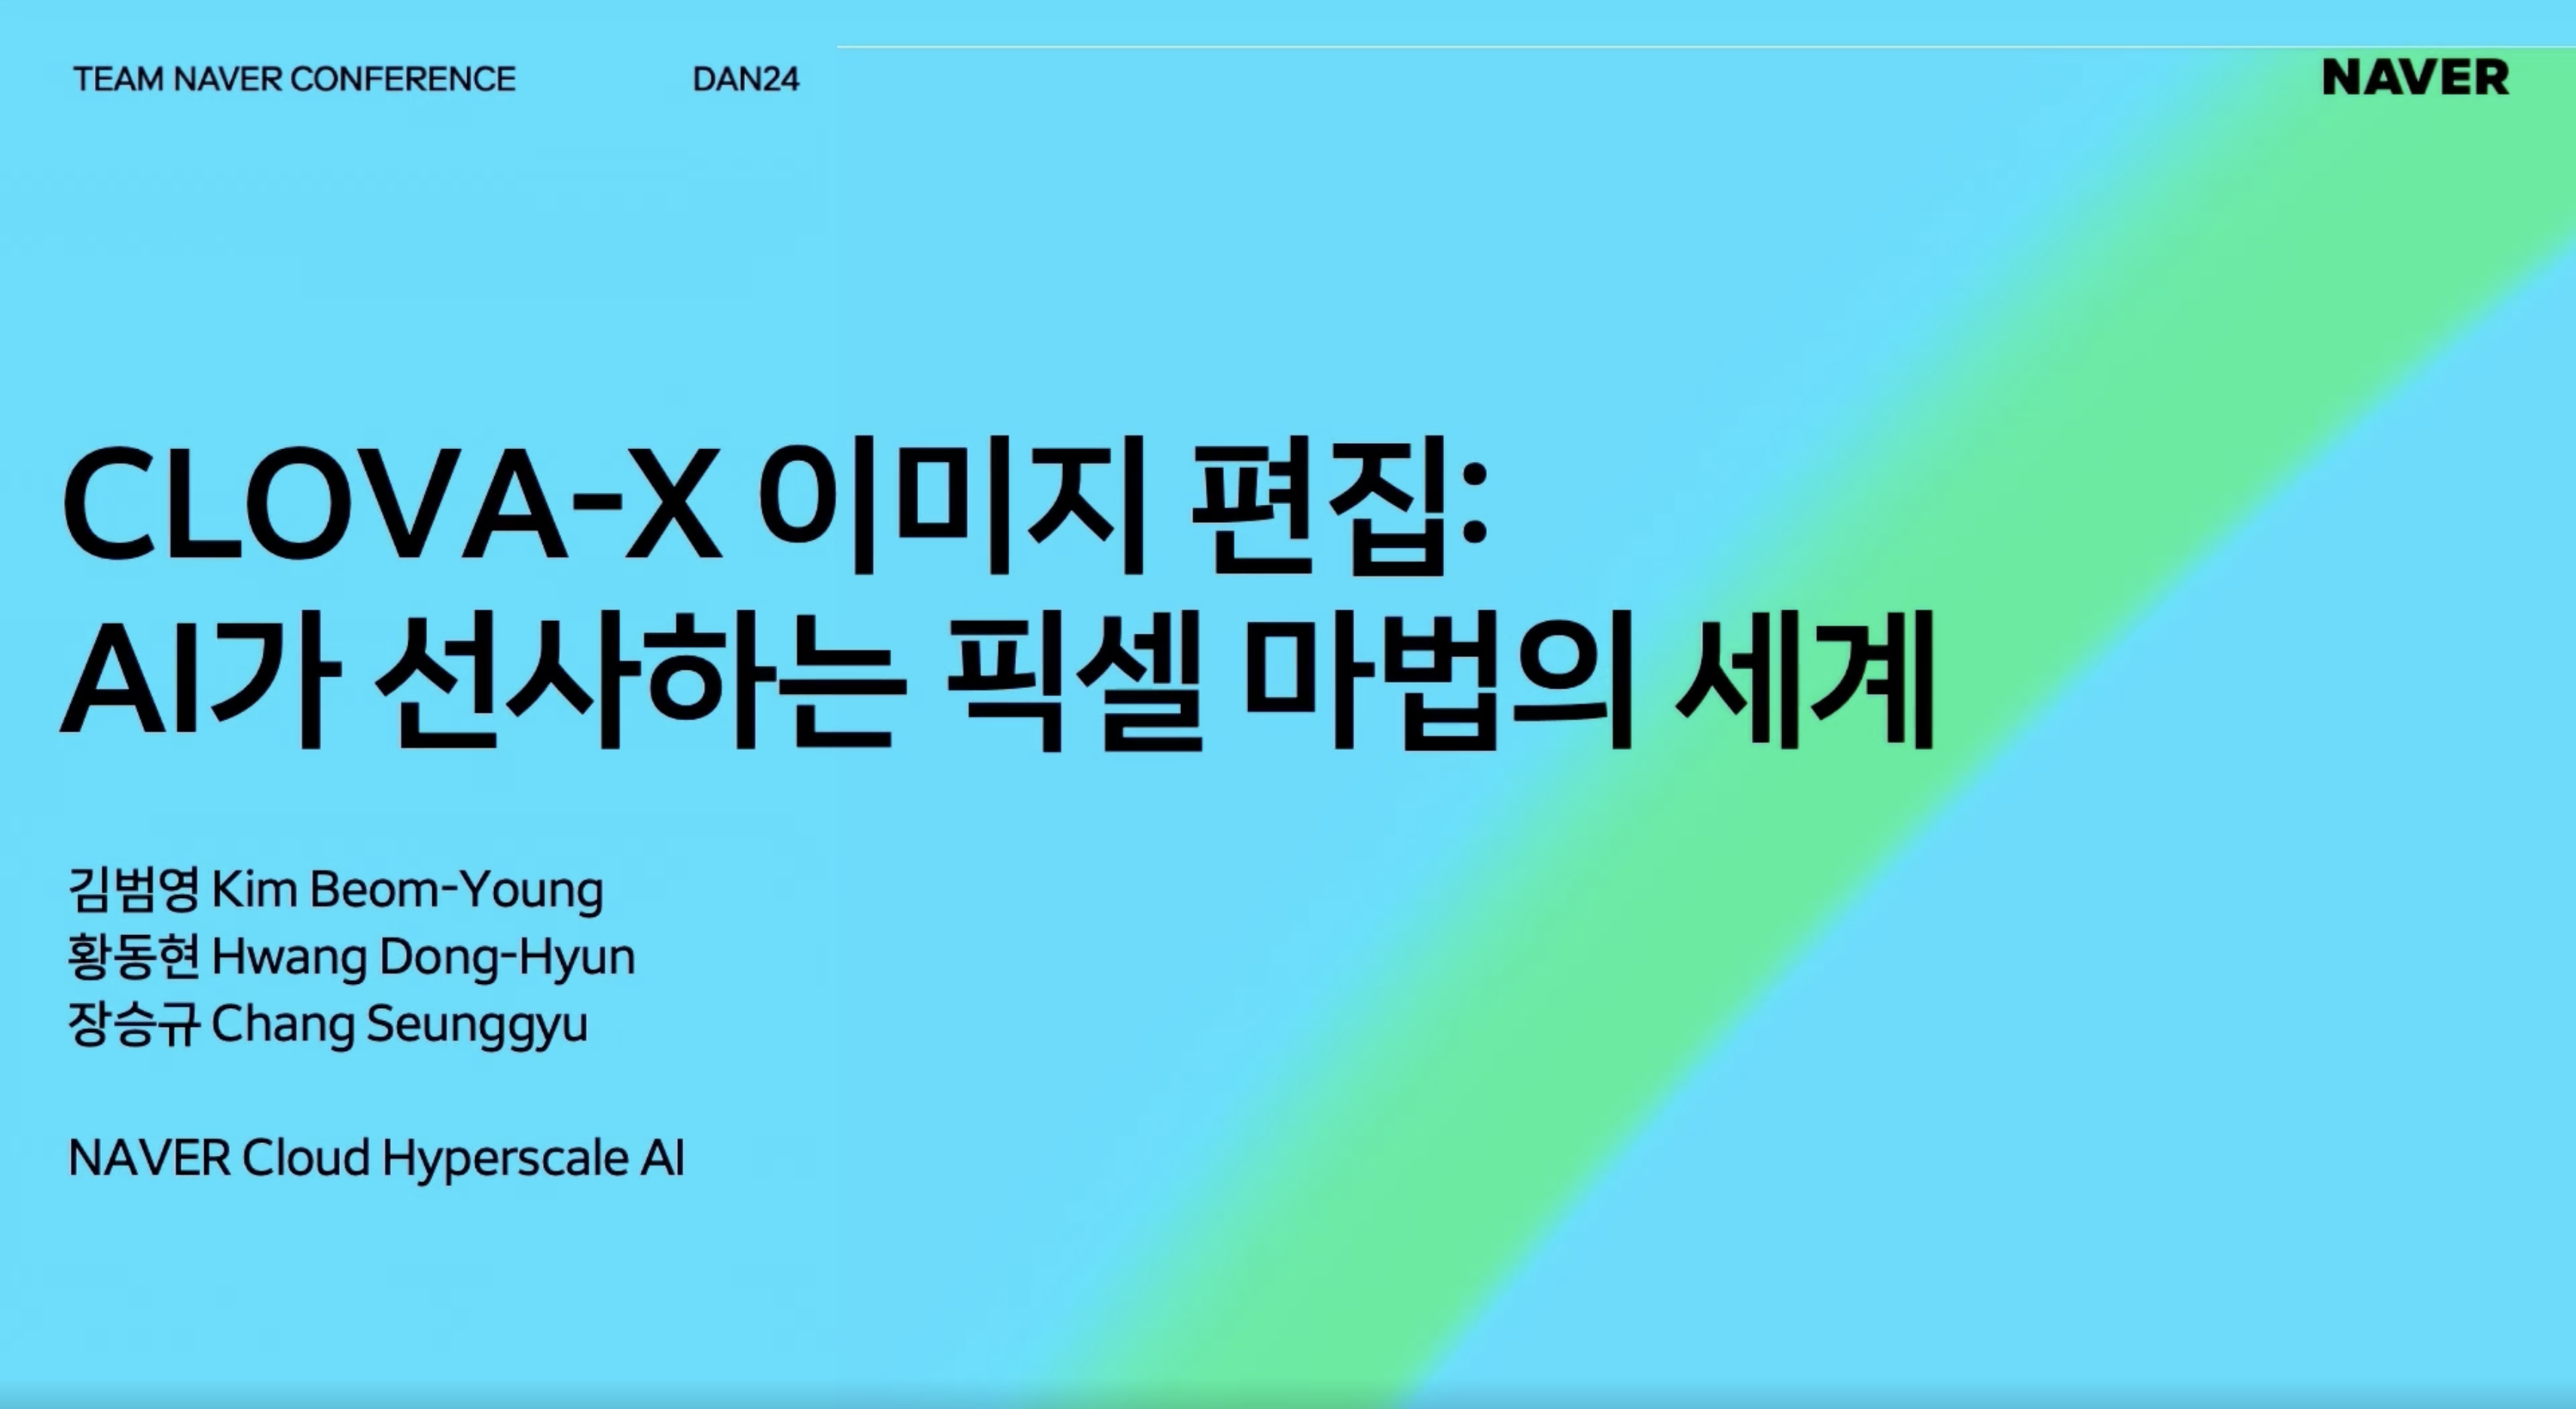 TEAM NAVER CONFERENCE DAN24 NAVER
CLOVA-X 이미지 편집:
AI가 선사하는 픽셀 마법의 세계
김범영 Kim Beom-Young
황동현 Hwang Dong-Hyun
장승규 Chang Seunggyu
NAVER Cloud Hyperscale AI